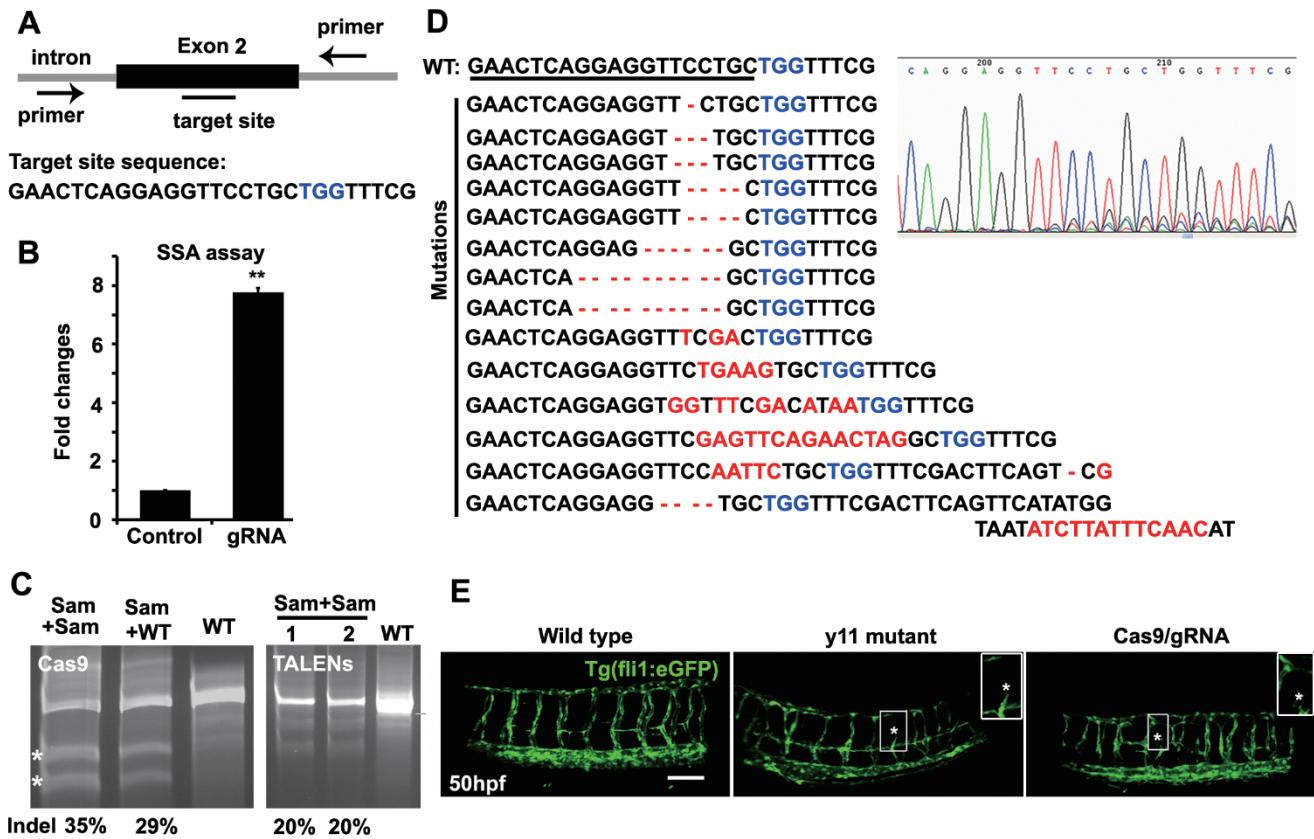 A
intron
Exon 2
primer
primer
target site
Target site sequence:
GAACTCAGGAGGTTCCTGCTGGTTTCG
B
SSA assay
Fold changes
8
6
4
2
0
**
Control
gRNA
C
Sam
+Sam
Sam
+WT
WT
Cas9
*
*
Indel 35% 29%
Sam+Sam
1 2 WT
TALENs
20% 20%
D
WT: GAACTCAGGAGGTTCCTGCTGGTTTCG
Mutations
GAACTCAGGAGGTT - CTGCTGGTTTCG
GAACTCAGGAGGT - - - TGCTGGTTTCG
GAACTCAGGAGGT - - - TGCTGGTTTCG
GAACTCAGGAGGTT - - - - CTGGTTTCG
GAACTCAGGAGGTT - - - - CTGGTTTCG
GAACTCAGGAG - - - - - - GCTGGTTTCG
GAACTCA - - - - - - - - - - GCTGGTTTCG
GAACTCA - - - - - - - - - - GCTGGTTTCG
GAACTCAGGAGGTTTCGACTGGTTTCG
GAACTCAGGAGGTTCTGAAGTGCTGGTTTCG
GAACTCAGGAGGTGGTTTCGACATAATGGTTTCG
GAACTCAGGAGGTTCGAGTTCAGAACTAGGCTGGTTTCG
GAACTCAGGAGGTTCCAATTCTGCTGGTTTCGACTTCAGT - CG
GAACTCAGGAGG - - - - TGCTGGTTTCGACTTCAGTTCATATGG
TAATATCTTATTTCAACAT
200 210
C A G G A G G T T C C T G C T G G T T T C G
E
Wild type
y11 mutant
Cas9/gRNA
Tg(fli1:eGFP)
50hpf
*
*
*
*